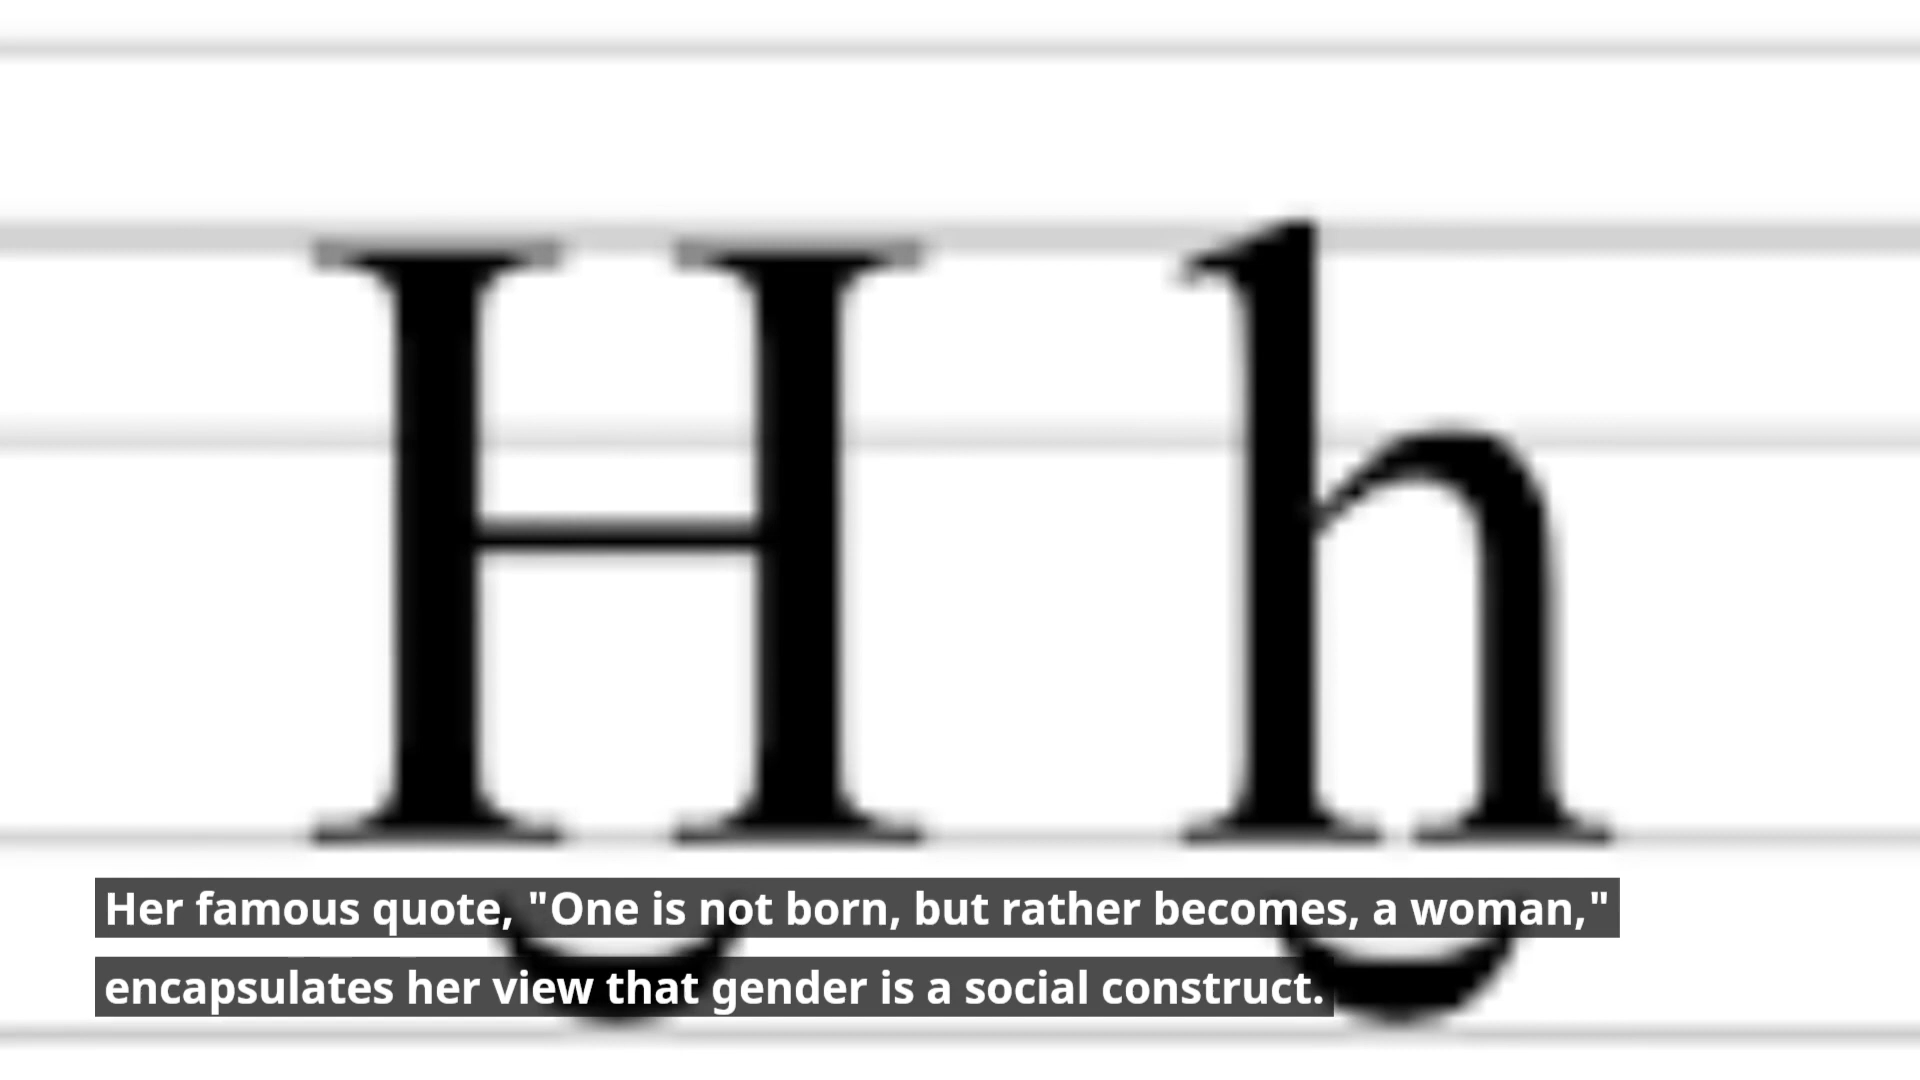 Ḫ ḫ
Her famous quote, "One is not born, but rather becomes, a woman,"
encapsulates her view that gender is a social construct.